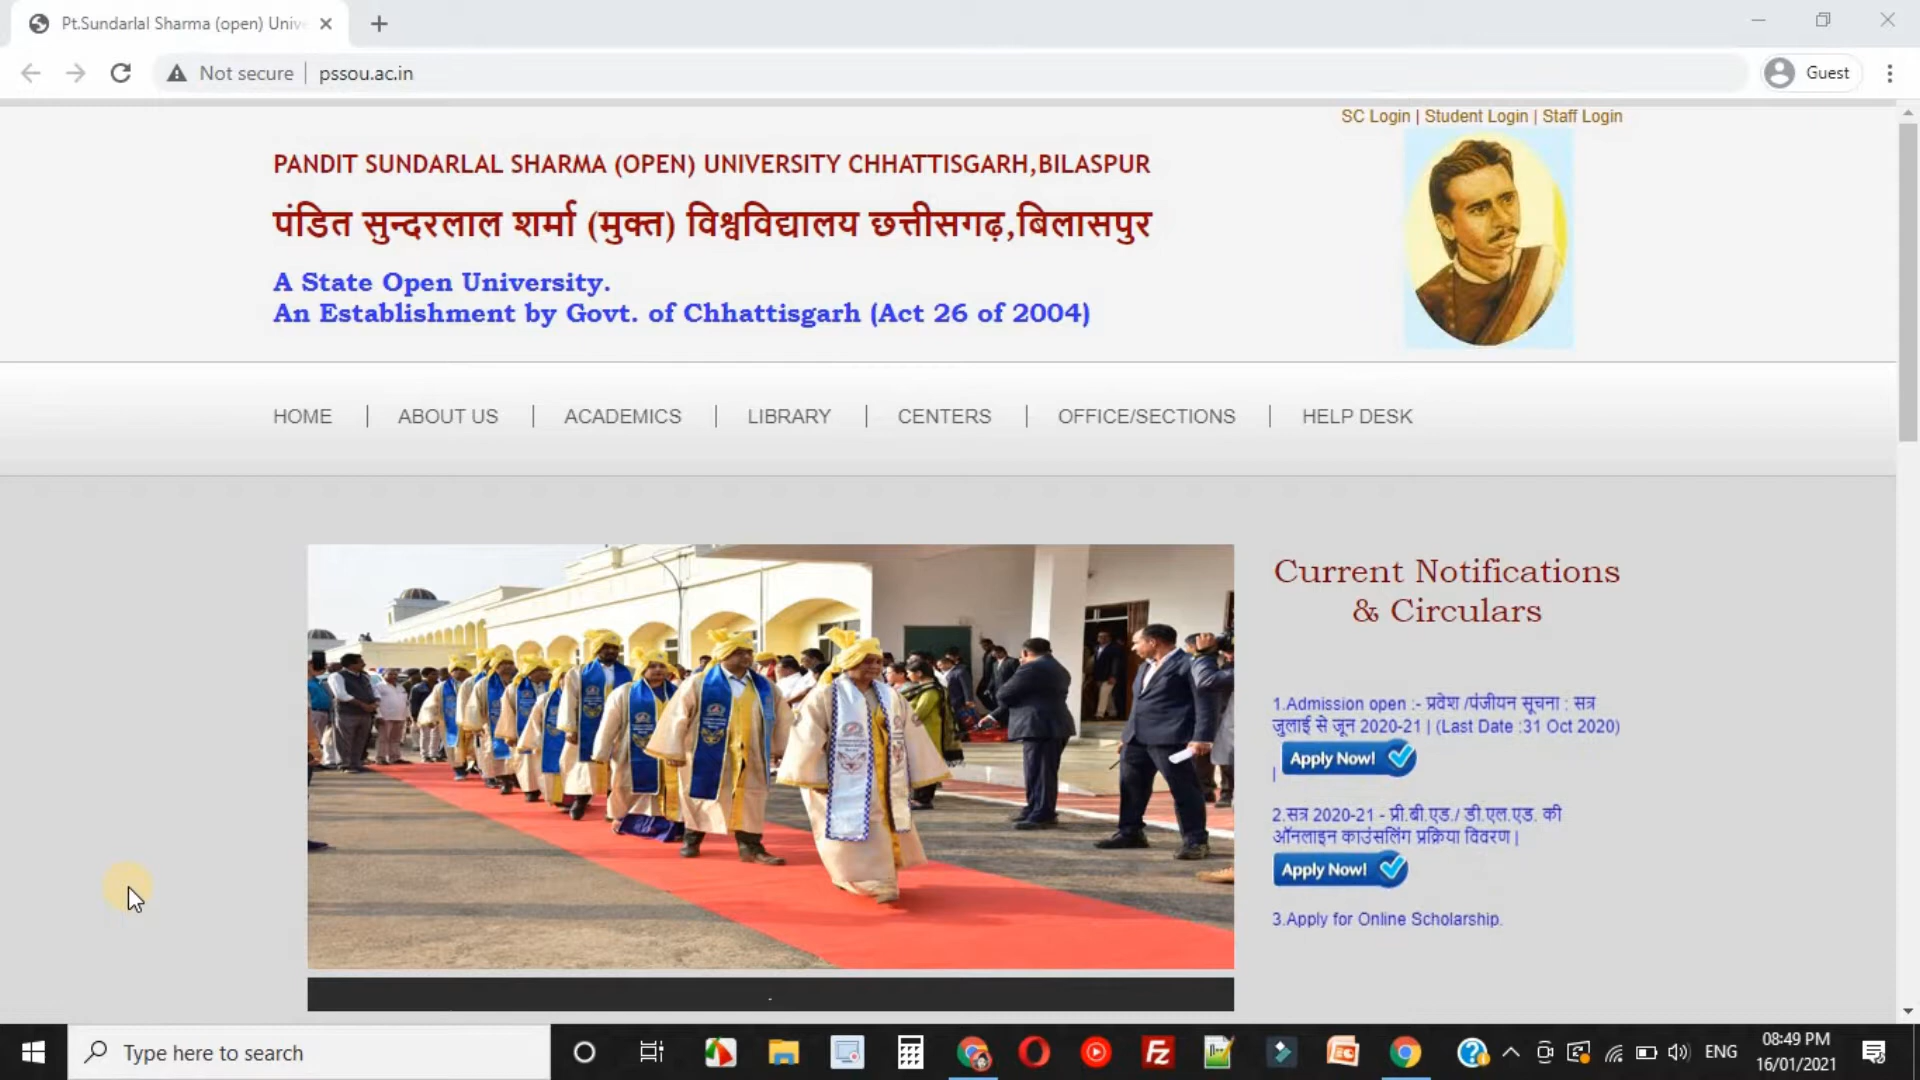 Pt.Sundarlal Sharma (open) Unive
Not secure | pssou.ac.in
Guest
SC Login | Student Login | Staff Login
PANDIT SUNDARLAL SHARMA (OPEN) UNIVERSITY CHHATTISGARH,BILASPUR
पंडित सुन्दरलाल शर्मा (मुक्त) विश्वविद्यालय छत्तीसगढ़,बिलासपुर
A State Open University.
An Establishment by Govt. of Chhattisgarh (Act 26 of 2004)
HOME | ABOUT US | ACADEMICS | LIBRARY | CENTERS | OFFICE/SECTIONS | HELP DESK
Current Notifications
& Circulars
1.Admission open :- प्रवेश /पंजीयन सूचना : सत्र
जुलाई से जून 2020-21 | (Last Date :31 Oct 2020)
| Apply Now!
2.सत्र 2020-21 - प्री.बी.एड./ डी.एल.एड. की
ऑनलाइन काउंसलिंग प्रक्रिया विवरण |
Apply Now!
3.Apply for Online Scholarship.
Type here to search
ENG
08:49 PM
16/01/2021